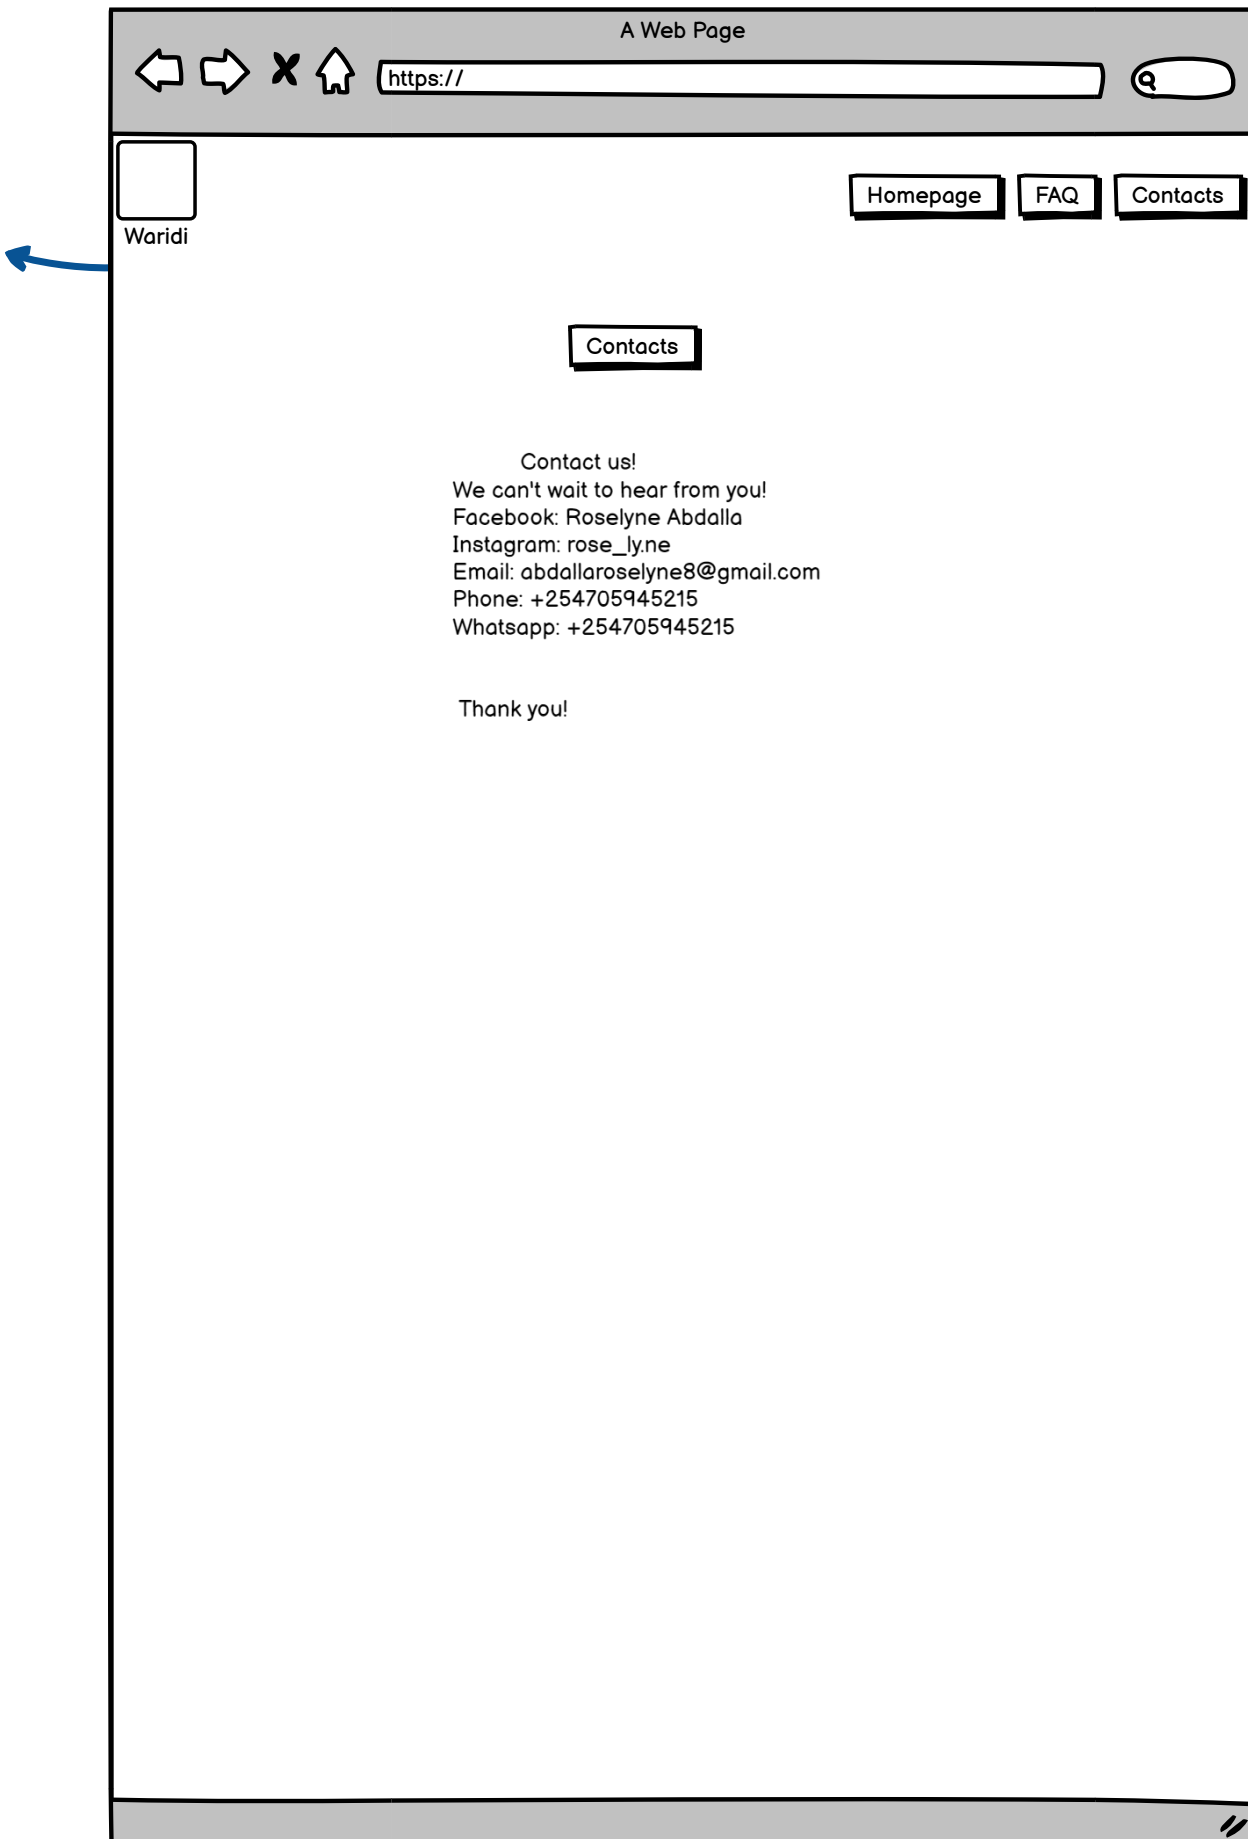 A Web Page
https://
Homepage FAQ Contacts
Waridi
Contacts
Contact us!
We can't wait to hear from you!
Facebook: Roselyne Abdalla
Instagram: rose_ly.ne
Email: abdallaroselyne8@gmail.com
Phone: +254705945215
Whatsapp: +254705945215
Thank you!